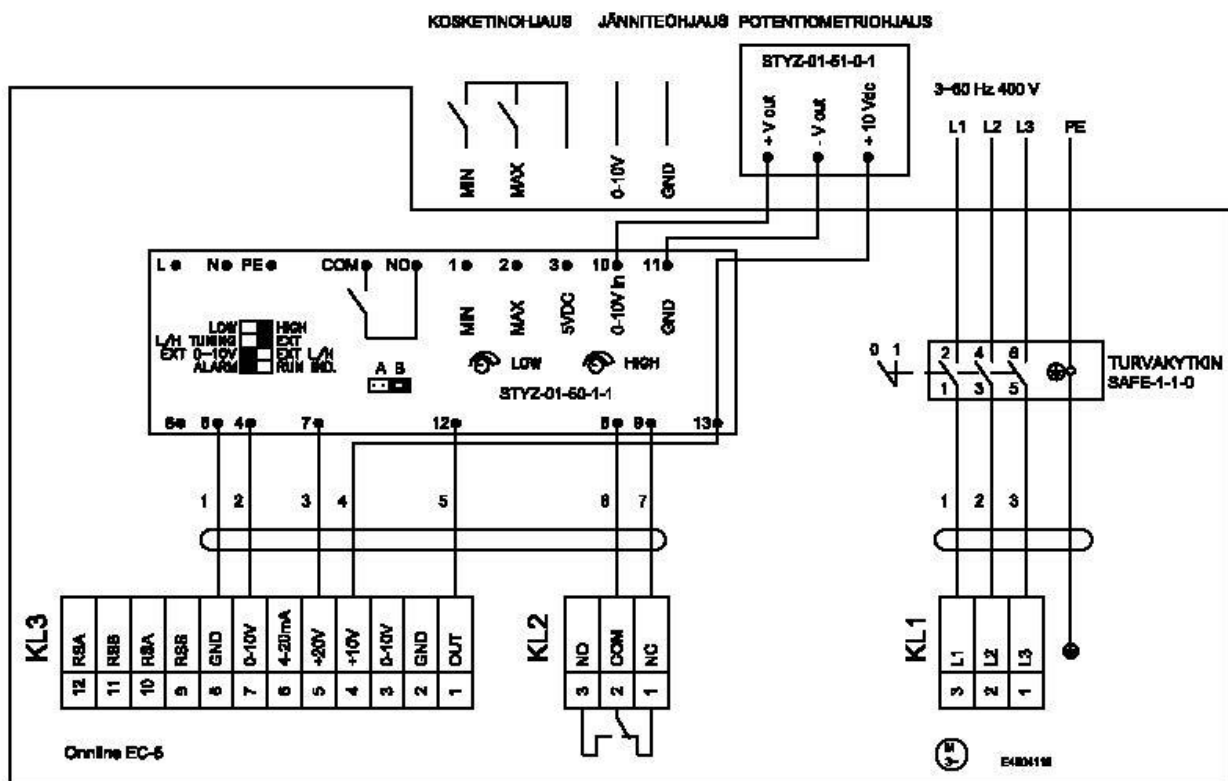 KOSKETINOHJAUS JÄNNITEOHJAUS POTENTIOMETRIOHJAUS
STYZ-01-51-0-1
+ V out
- V out
+ 10 Vdc
3~60 Hz 400 V
L1 L2 L3 PE
MIN
MAX
0-10V
GND
L N PE COM NO 1 2 3 10 11
MIN
MAX
5VDC
0-10V In
GND
LOW HIGH
L/H TUNING EXT
EXT 0-10V EXT L/H
ALARM RUN IND.
A B
LOW HIGH
STYZ-01-50-1-1
6 5 4 7 12 8 9 13
0 1
2 4 6
1 3 5
TURVAKYTKIN
SAFE-1-1-0
1 2 3 4 5 6 7
1 2 3
KL3
RSA RSB RSA RSB GND 0-10V 4-20mA +20V +10V 0-10V GND OUT
12 11 10 9 8 7 6 5 4 3 2 1
KL2
NO COM NC
3 2 1
KL1
L1 L2 L3
3 2 1
Onnline EC-5
M
3~